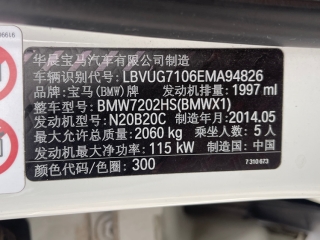 华晨宝马汽车有限公司制造
车辆识别代号: LBVUG7106EMA94826
品牌: 宝马(BMW)牌 发动机排量: 1997 ml
整车型号: BMW7202HS(BMWX1)
发动机型号: N20B20C 制造年月: 2014.05
最大允许总质量: 2060 kg 乘坐人数: 5人
发动机最大净功率: 115 kW 制造国: 中国
颜色代码/色圈: 300
7 310 673